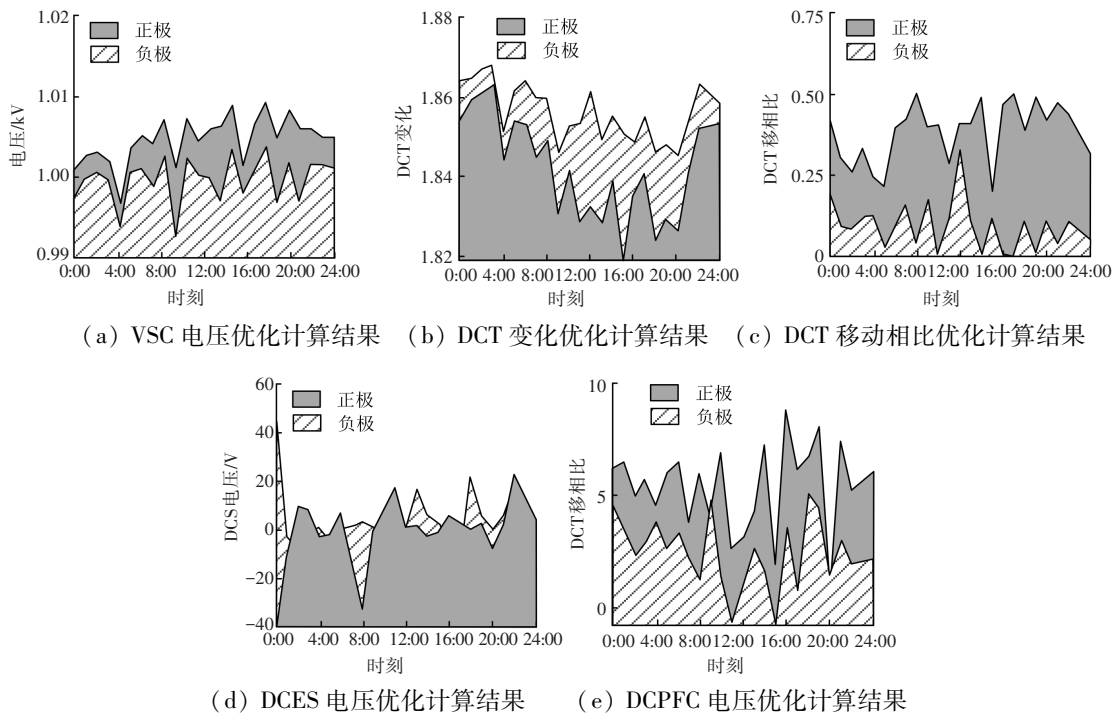 1.02
1.01
1.00
0.99
电压/kV
正极
负极
0:00 4:00 8:00 12:00 16:00 20:00 24:00
时刻
(a) VSC 电压优化计算结果
1.88
1.86
1.84
1.82
DCT变化
正极
负极
0:00 4:00 8:00 12:00 16:00 20:00 24:00
时刻
(b) DCT 变化优化计算结果
0.75
0.50
0.25
0
DCT移相比
正极
负极
0:00 4:00 8:00 12:00 16:00 20:00 24:00
时刻
(c) DCT 移动相比优化计算结果
60
40
20
0
−20
−40
DCS电压/V
正极
负极
0:00 4:00 8:00 12:00 16:00 20:00 24:00
时刻
(d) DCES 电压优化计算结果
10
5
0
DCT移相比
正极
负极
0:00 4:00 8:00 12:00 16:00 20:00 24:00
时刻
(e) DCPFC 电压优化计算结果